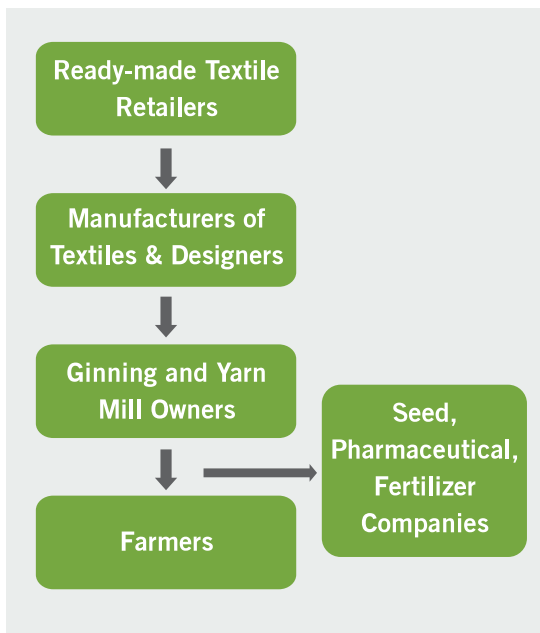 Ready-made Textile
Retailers
Manufacturers of
Textiles & Designers
Ginning and Yarn
Mill Owners
Seed,
Pharmaceutical,
Fertilizer
Companies
Farmers